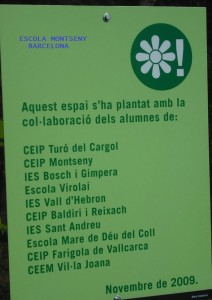 ESCOLA MONTSENY
BARCELONA
!
Aquest espai s'ha plantat amb la
col·laboració dels alumnes de:
CEIP Turó del Cargol
CEIP Montseny
IES Bosch i Gimpera
Escola Virolai
IES Vall d'Hebron
CEIP Baldiri i Reixach
IES Sant Andreu
Escola Mare de Déu del Coll
CEIP Farigola de Vallcarca
CEEM Vil·la Joana
Novembre de 2009.